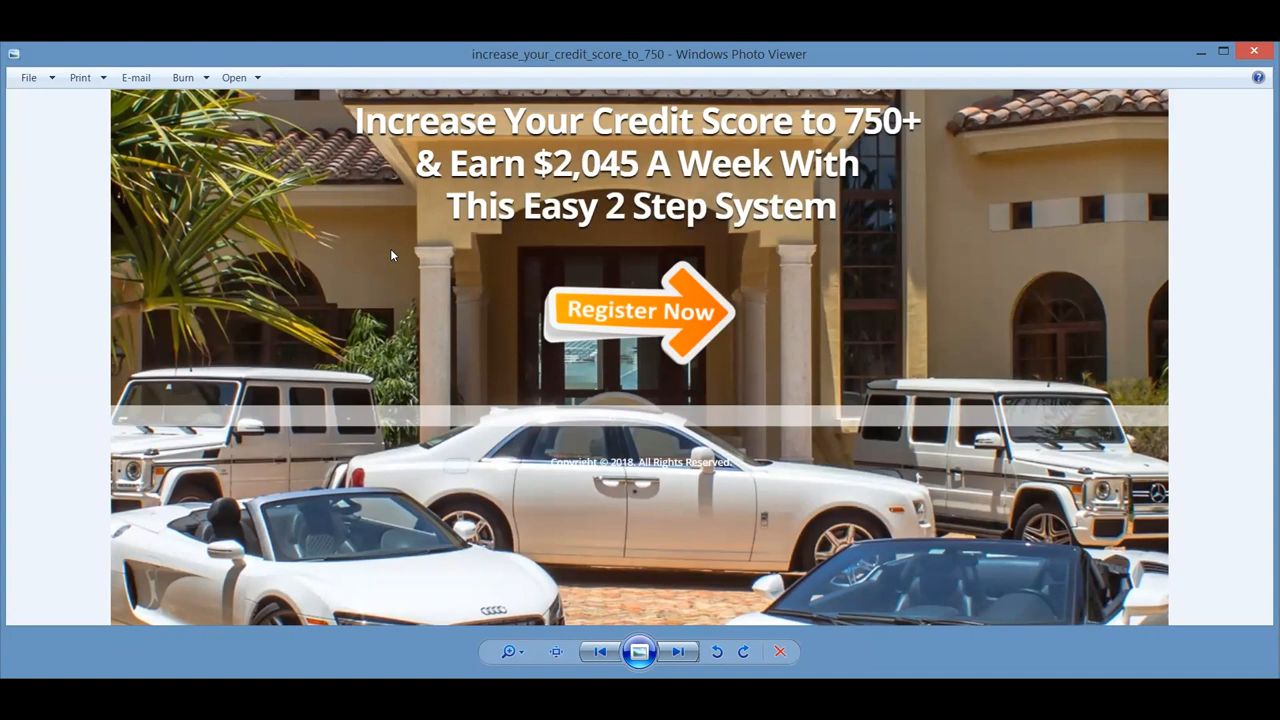 increase_your_credit_score_to_750 - Windows Photo Viewer
File Print E-mail Burn Open
Increase Your Credit Score to 750+
& Earn $2,045 A Week With
This Easy 2 Step System
Register Now
Copyright © 2018. All Rights Reserved.